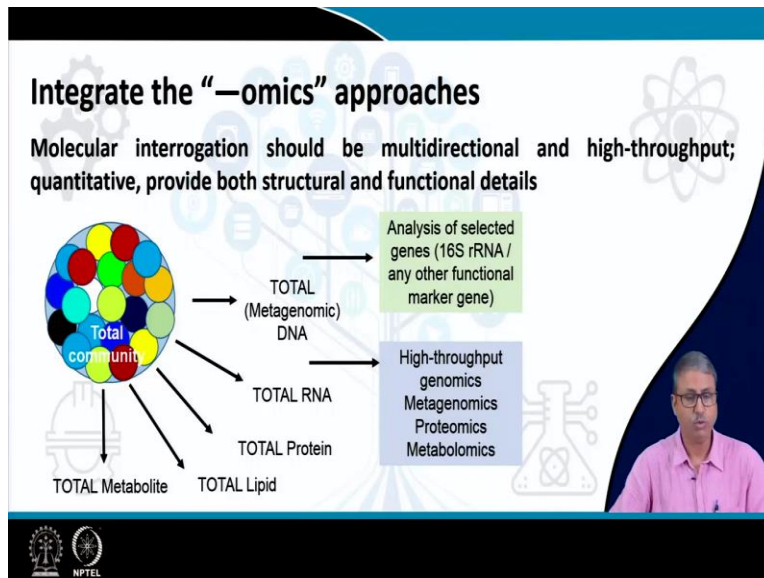 Integrate the “—omics” approaches
Molecular interrogation should be multidirectional and high-throughput;
quantitative, provide both structural and functional details
Total
community
TOTAL
(Metagenomic)
DNA
Analysis of selected
genes (16S rRNA /
any other functional
marker gene)
TOTAL RNA
High-throughput
genomics
Metagenomics
Proteomics
Metabolomics
TOTAL Protein
TOTAL Metabolite
TOTAL Lipid
NPTEL